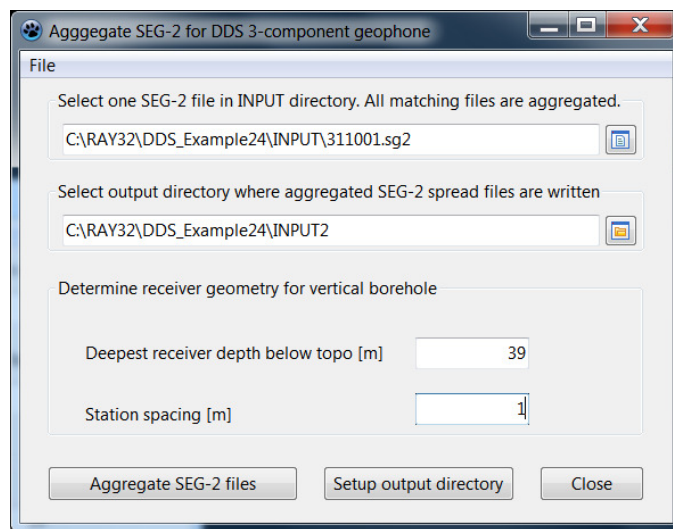 Agggegate SEG-2 for DDS 3-component geophone
File
Select one SEG-2 file in INPUT directory. All matching files are aggregated.
C:\RAY32\DDS_Example24\INPUT\311001.sg2
Select output directory where aggregated SEG-2 spread files are written
C:\RAY32\DDS_Example24\INPUT2
Determine receiver geometry for vertical borehole
Deepest receiver depth below topo [m] 39
Station spacing [m] 1
Aggregate SEG-2 files Setup output directory Close